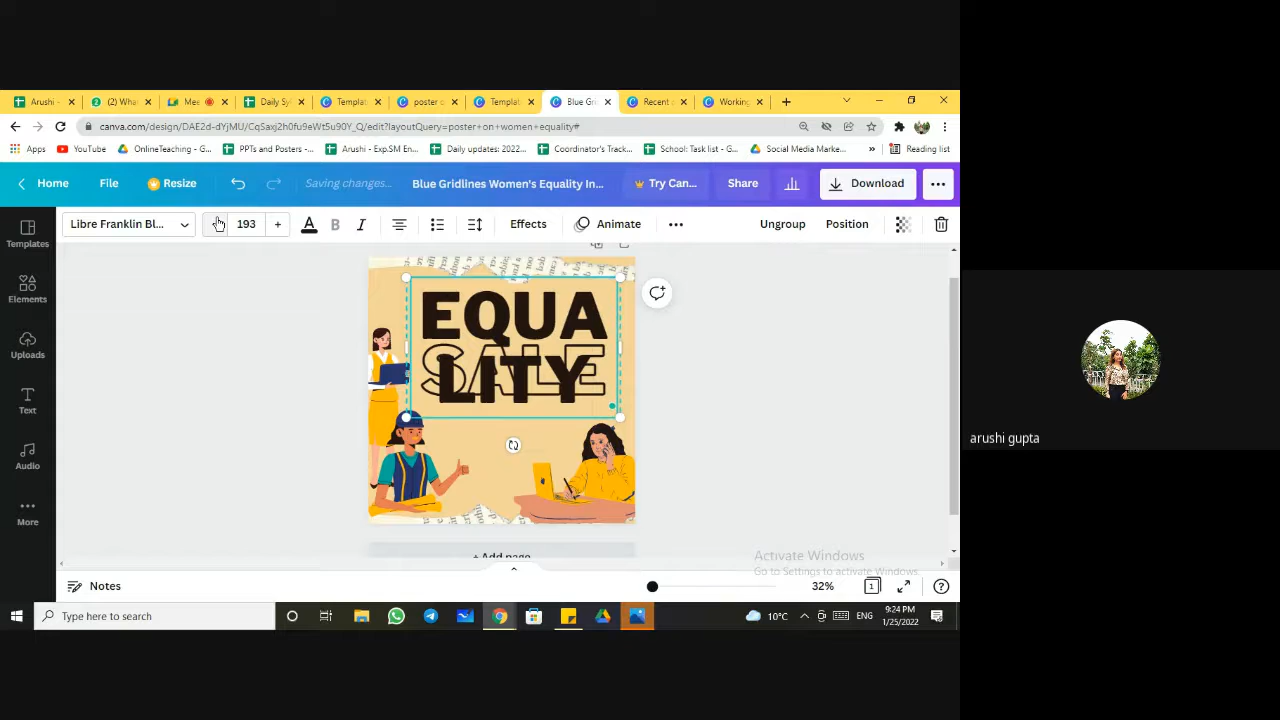 Arushi -
(2) What
Mee
Daily Sy
Templat
poster o
Templat
Blue Gri
Recent
Working
canva.com/design/DAE2d-dYjMU/CqSaxj2h0fu9eWt5u90Y_Q/edit?layoutQuery=poster+on+women+equality#
Apps
YouTube
OnlineTeaching - G...
PPTs and Posters -...
Arushi - Exp.SM En...
Daily updates: 2022...
Coordinator's Track...
School: Task list - G...
Social Media Marke...
»
Reading list
Home
File
Resize
Saving changes...
Blue Gridlines Women's Equality In...
Try Can...
Share
Download
Libre Franklin Bl...
193
+
A
B
I
Effects
Animate
Ungroup
Position
Templates
Elements
Uploads
Text
Audio
More
EQUA
SALE
LITY
+ Add page
arushi gupta
Activate Windows
Go to Settings to activate Windows.
Notes
32%
1
Type here to search
10°C
ENG
9:24 PM
1/25/2022